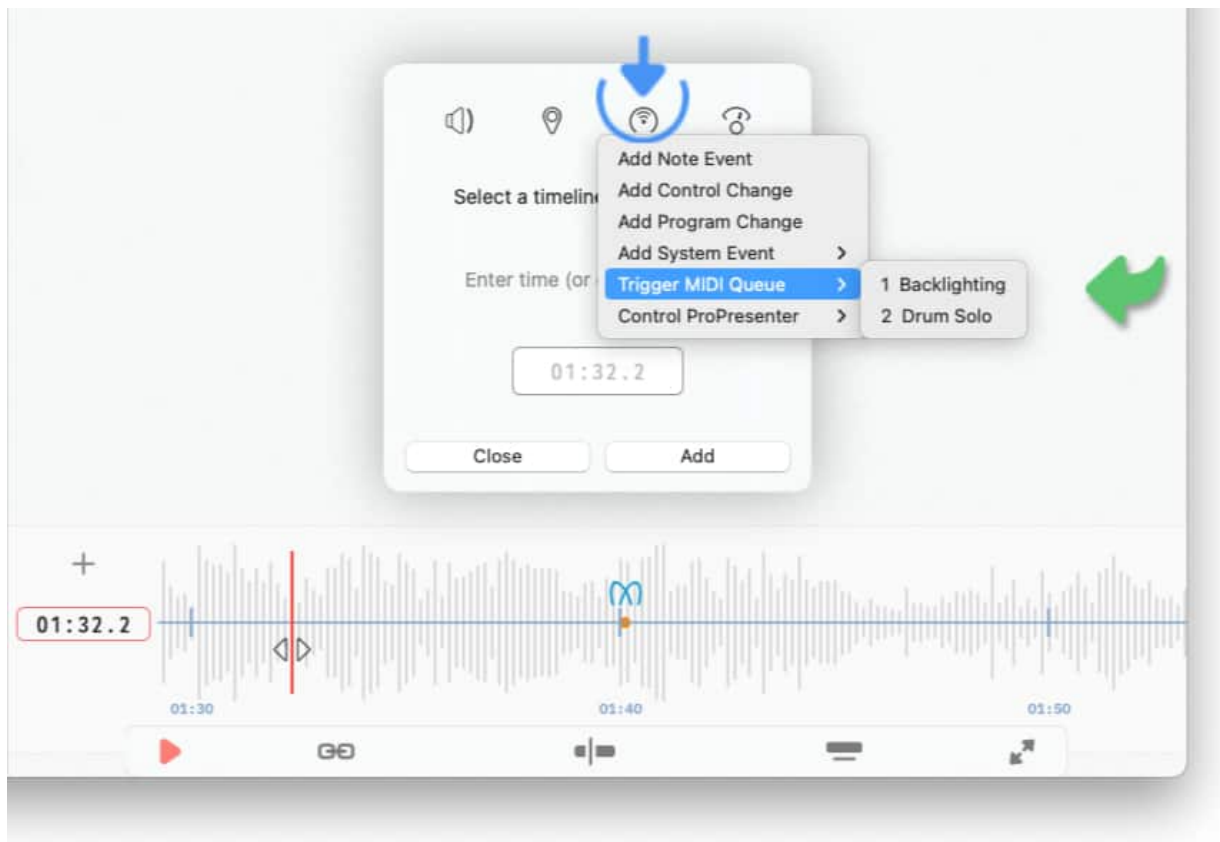 Add Note Event
Select a timelin
Add Control Change
Add Program Change
Add System Event
Enter time (or
Trigger MIDI Queue
1 Backlighting
Control ProPresenter
2 Drum Solo
01:32.2
Close
Add
01:32.2
01:30
01:40
01:50